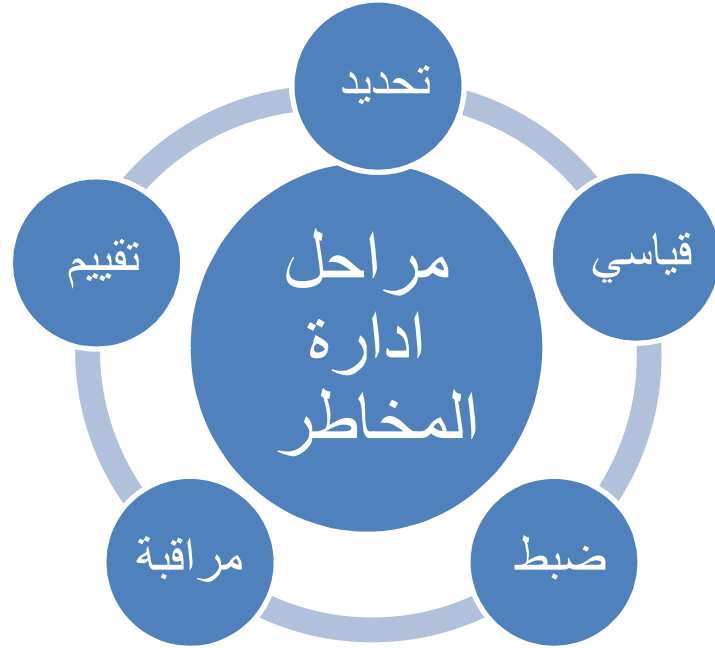 تحديد
قياسي
ضبط
مراقبة
تقييم
مراحل
ادارة
المخاطر